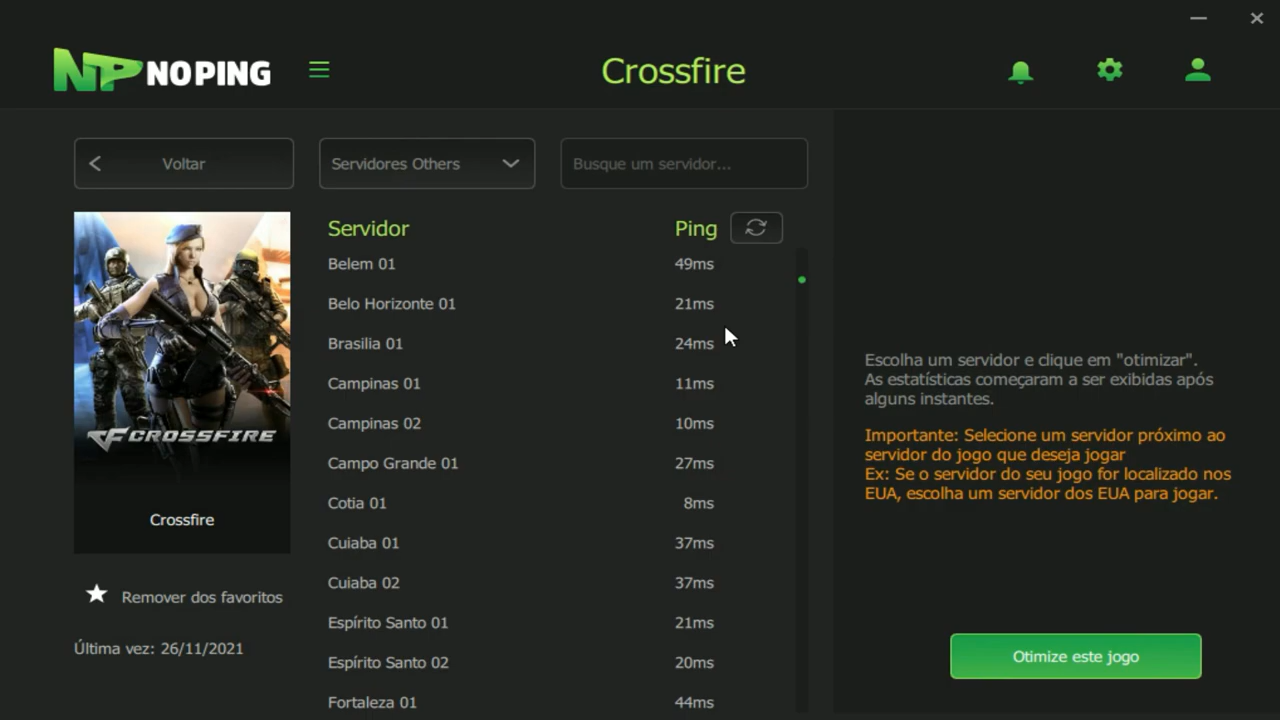 NP NOPING
Crossfire
Voltar
Servidores Others
Busque um servidor...
CF CROSSFIRE
Crossfire
Remover dos favoritos
Última vez: 26/11/2021
Servidor Ping
Belem 01 49ms
Belo Horizonte 01 21ms
Brasilia 01 24ms
Campinas 01 11ms
Campinas 02 10ms
Campo Grande 01 27ms
Cotia 01 8ms
Cuiaba 01 37ms
Cuiaba 02 37ms
Espírito Santo 01 21ms
Espírito Santo 02 20ms
Fortaleza 01 44ms
Escolha um servidor e clique em "otimizar".
As estatísticas começaram a ser exibidas após
alguns instantes.
Importante: Selecione um servidor próximo ao
servidor do jogo que deseja jogar
Ex: Se o servidor do seu jogo for localizado nos
EUA, escolha um servidor dos EUA para jogar.
Otimize este jogo